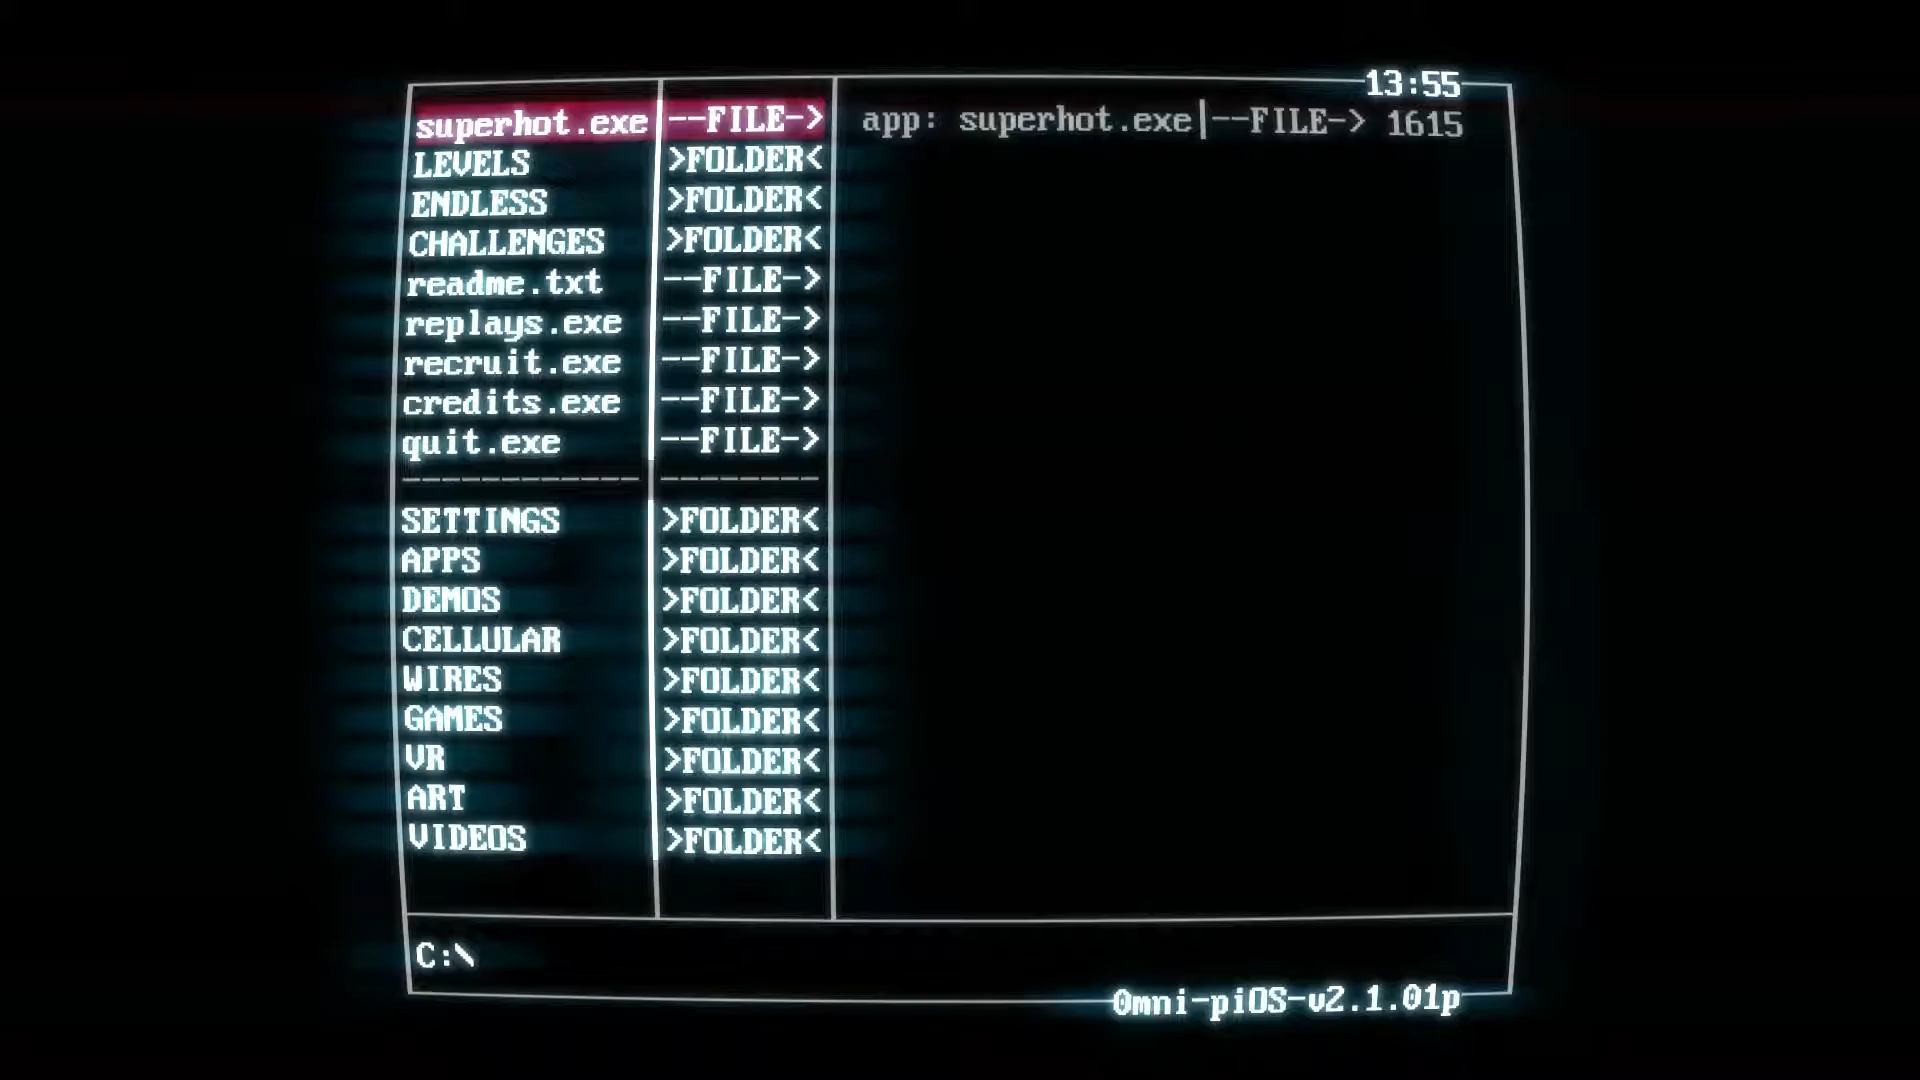 13:55
superhot.exe --FILE-> app: superhot.exe|--FILE-> 1615
LEVELS >FOLDER<
ENDLESS >FOLDER<
CHALLENGES >FOLDER<
readme.txt --FILE->
replays.exe --FILE->
recruit.exe --FILE->
credits.exe --FILE->
quit.exe --FILE->
SETTINGS >FOLDER<
APPS >FOLDER<
DEMOS >FOLDER<
CELLULAR >FOLDER<
WIRES >FOLDER<
GAMES >FOLDER<
VR >FOLDER<
ART >FOLDER<
VIDEOS >FOLDER<
C:\
0mni-piOS-v2.1.01p